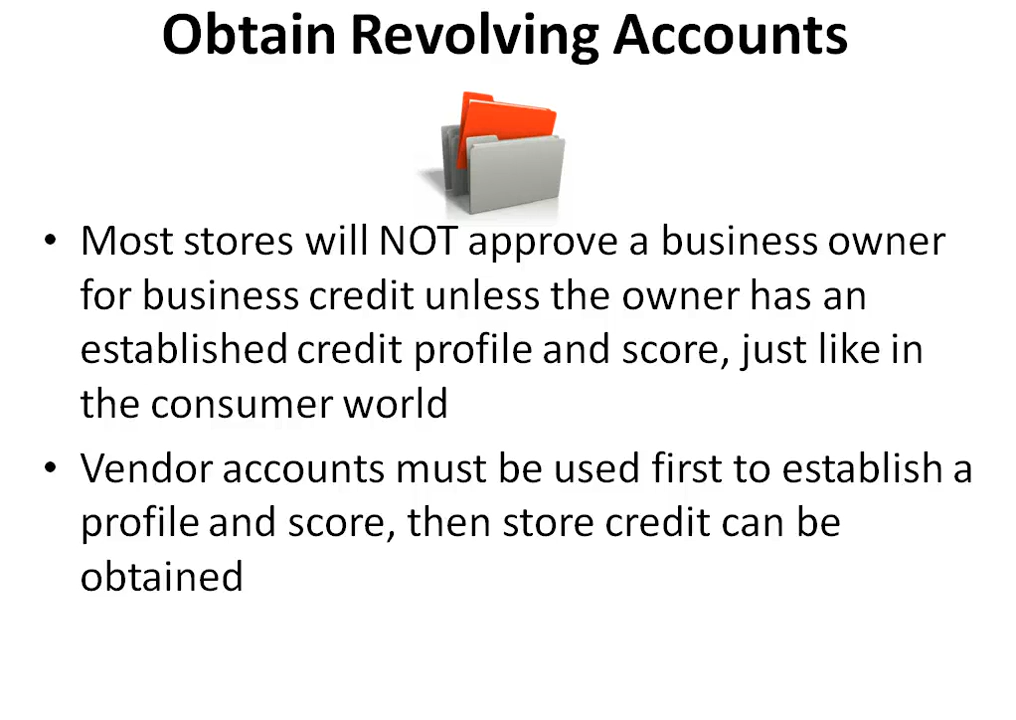 Obtain Revolving Accounts
• Most stores will NOT approve a business owner
for business credit unless the owner has an
established credit profile and score, just like in
the consumer world
• Vendor accounts must be used first to establish a
profile and score, then store credit can be
obtained